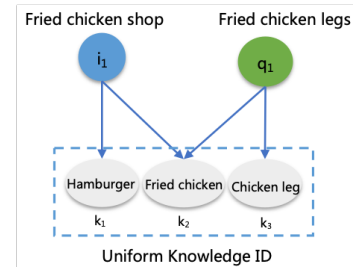 Fried chicken shop Fried chicken legs
i1 q1
Hamburger Fried chicken Chicken leg
k1 k2 k3
Uniform Knowledge ID